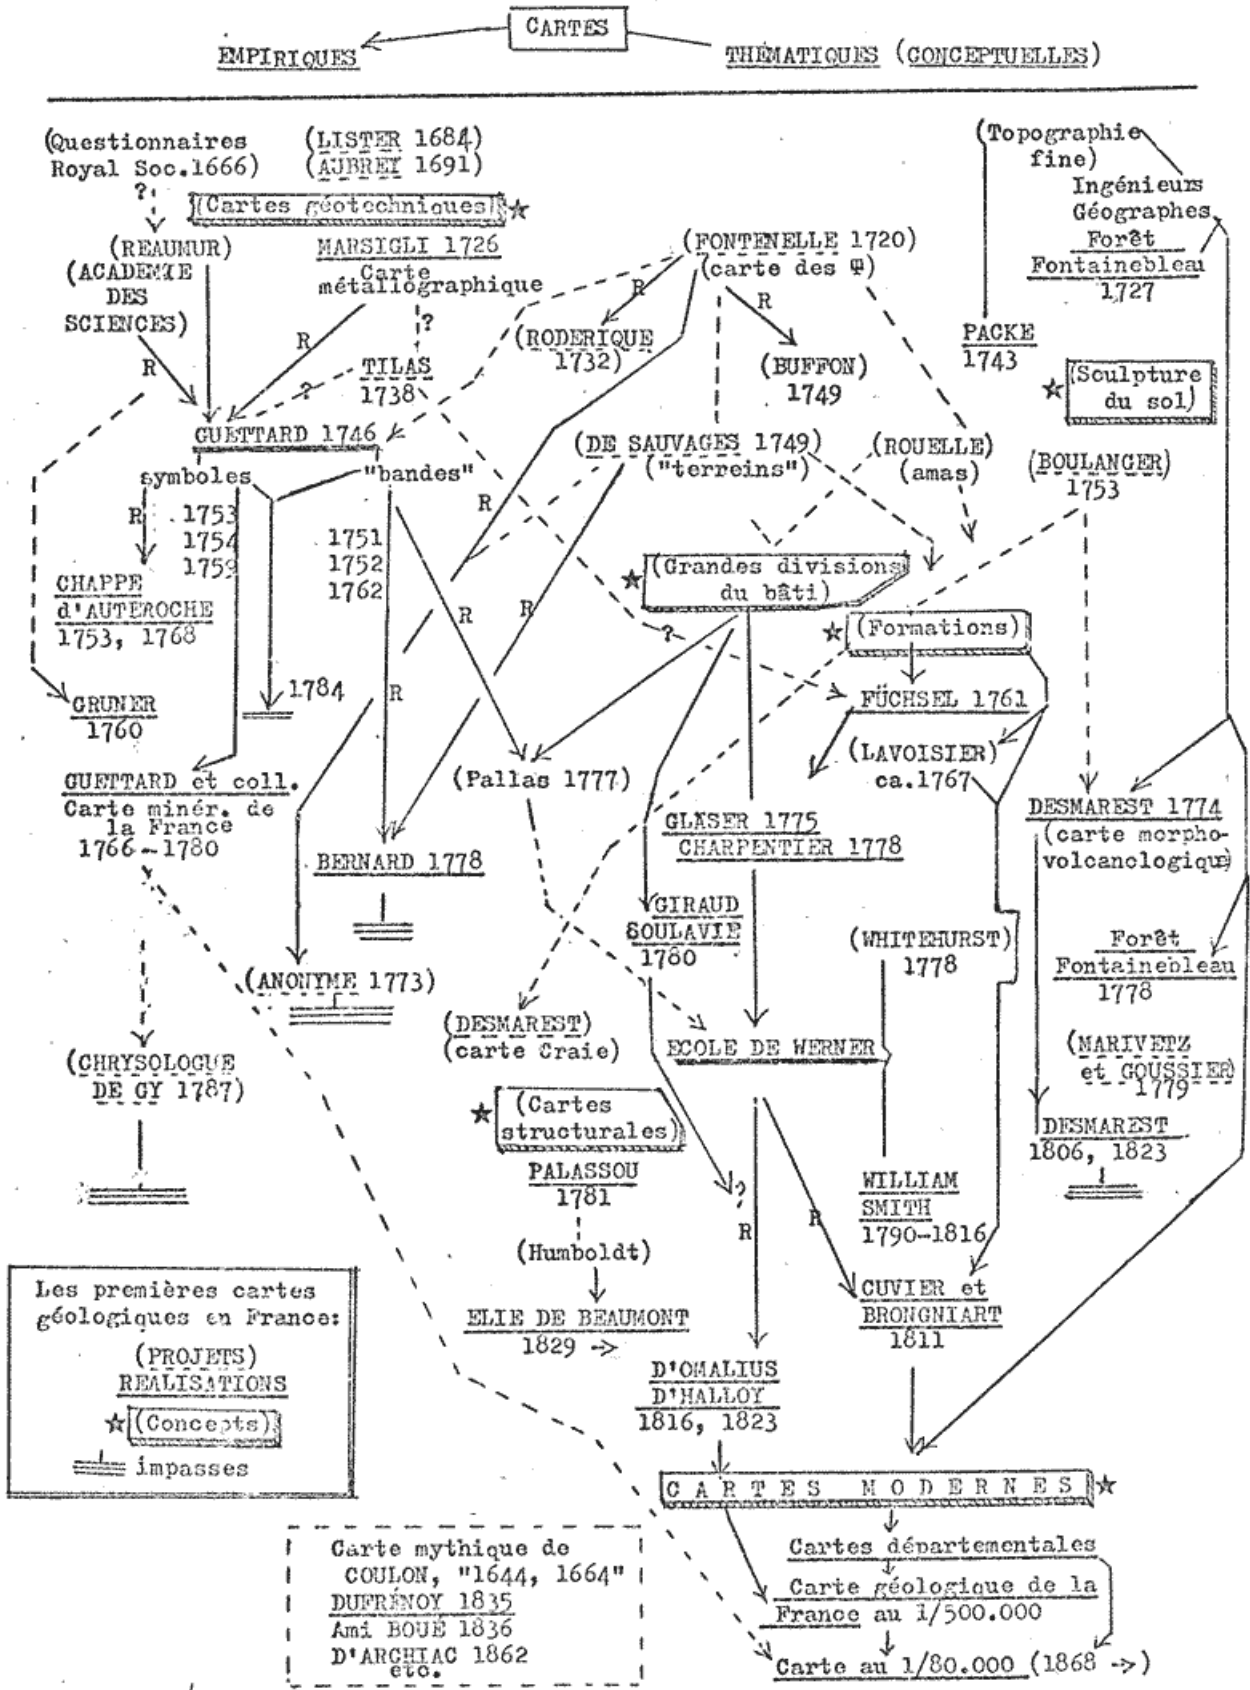 CARTES
EMPIRIQUES
THÉMATIQUES (CONCEPTUELLES)
(Questionnaires
Royal Soc.1666)
?
(LISTER 1684)
(AUBREY 1691)
(Cartes géotechniques)
(REAUMUR)
(ACADEMIE
DES
SCIENCES)
R
MARSIGLI 1726
Carte
métallographique
R
?
TILAS
1738
?
(FONTENELLE 1720)
(carte des
R
R
(RODERIQUE
1732)
(BUFFON)
1749
(Topographie
fine)
Ingénieurs
Géographes
Forêt
Fontainebleau
1727
PACKE
1743
(Sculpture
du sol)
GUETTARD 1746
symboles
"bandes"
R
1753
1754
1759
1751
1752
1762
R
R
R
R
(DE SAUVAGES 1749)
("terreins")
(ROUELLE)
(amas)
(BOULANGER)
1753
CHAPPE
d'AUTEROCHE
1753, 1768
(Grandes divisions
du bâti)
(Formations)
?
GRUNER
1760
1784
FÜCHSEL 1761
(LAVOISIER)
ca.1767
GUETTARD et coll.
Carte minér. de
la France
1766-1780
(Pallas 1777)
BERNARD 1778
GLÄSER 1775
CHARPENTIER 1778
DESMAREST 1774
(carte morpho-
volcanologique)
GIRAUD
SOULAVIE
1780
(WHITEHURST)
1778
Forêt
Fontainebleau
1778
(ANONYME 1773)
(DESMAREST)
(carte Craie)
ECOLE DE WERNER
(MARIVETZ
et GOUSSIER)
1779
(CHRYSOLOGUE
DE GY 1787)
(Cartes
structurales)
DESMAREST
1806, 1823
PALASSOU
1781
?
R
R
WILLIAM
SMITH
1790-1816
(Humboldt)
CUVIER et
BRONGNIART
1811
ELIE DE BEAUMONT
1829 ->
D'OMALIUS
D'HALLOY
1816, 1823
Les premières cartes
géologiques en France:
(PROJETS)
REALISATIONS
(Concepts)
impasses
CARTES MODERNES
Cartes départementales
Carte géologique de la
France au 1/500.000
Carte au 1/80.000 (1868 ->)
Carte mythique de
COULON, "1644, 1664"
DUFRÉNOY 1835
Ami BOUÉ 1836
D'ARCHIAC 1862
etc.